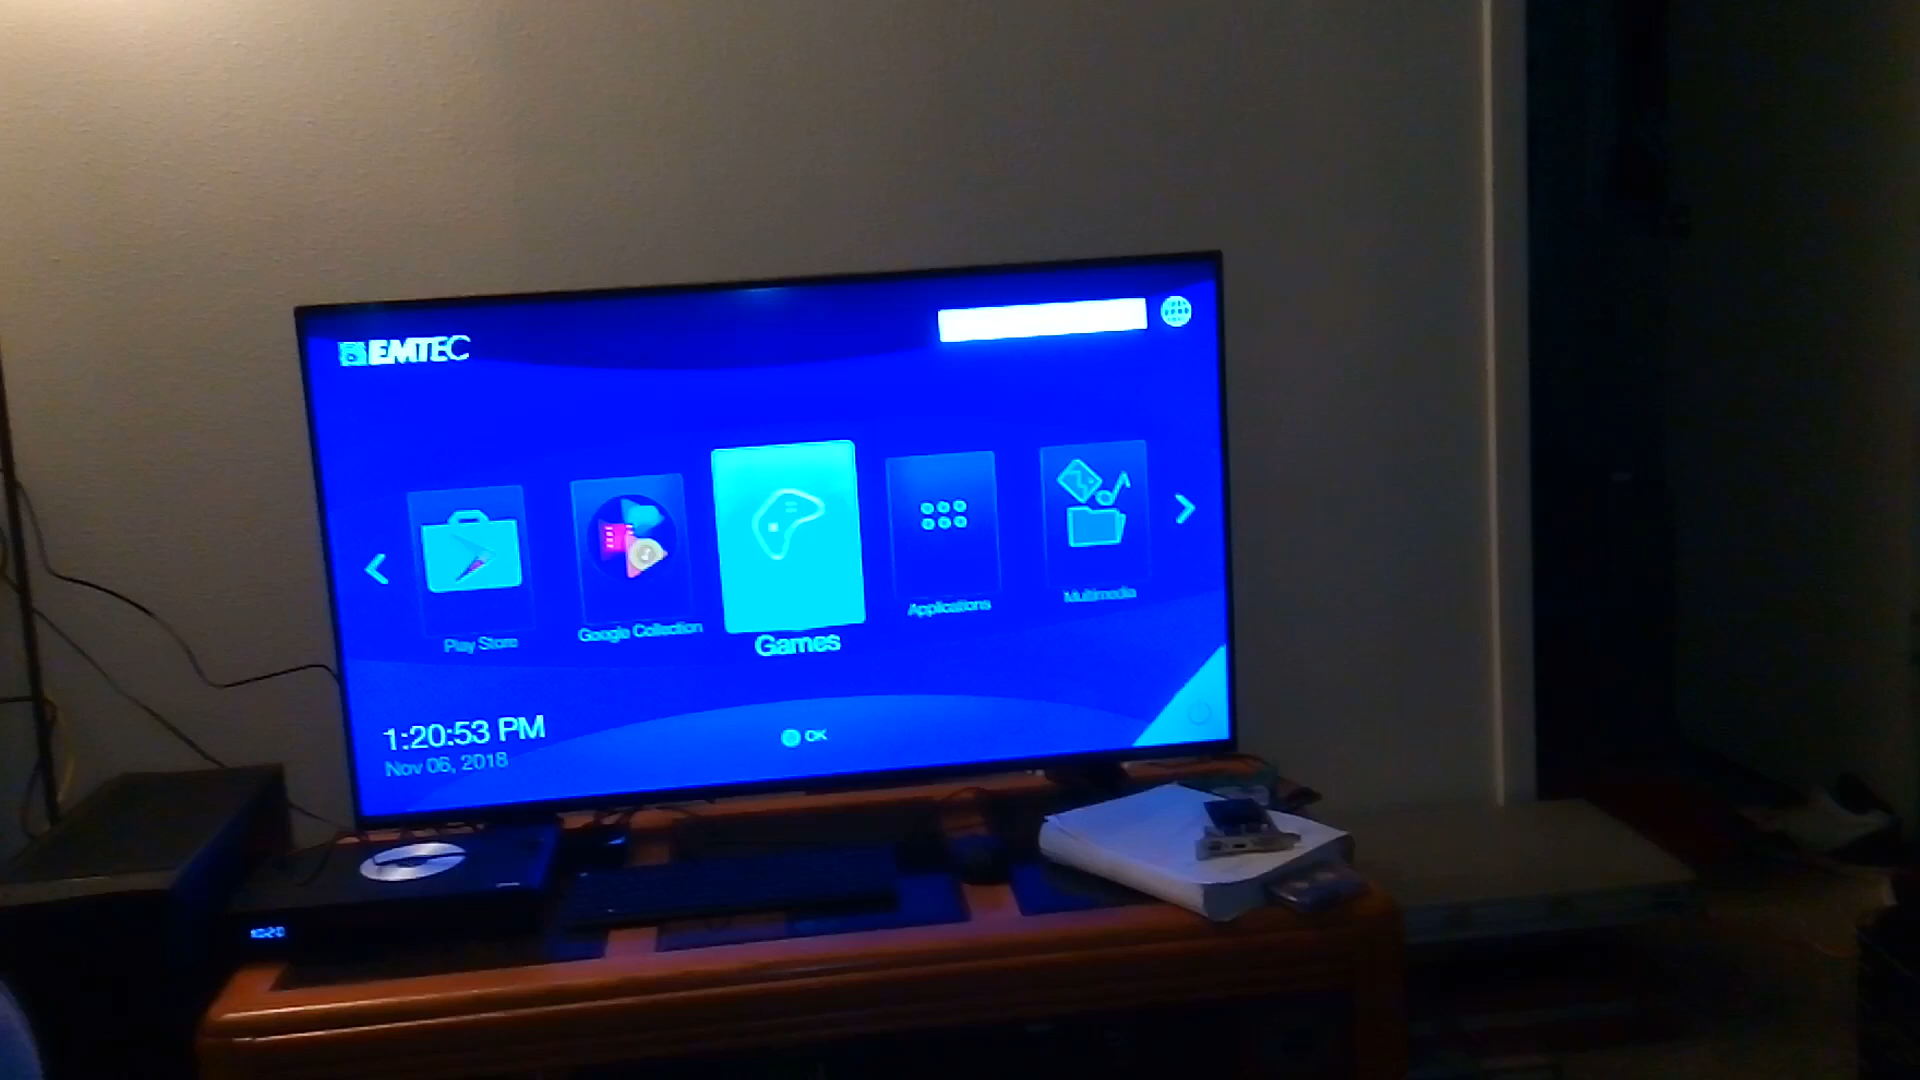 EMTEC
Play Store
Google Collection
Games
Applications
Multimedia
1:20:53 PM
Nov 06, 2018
OK